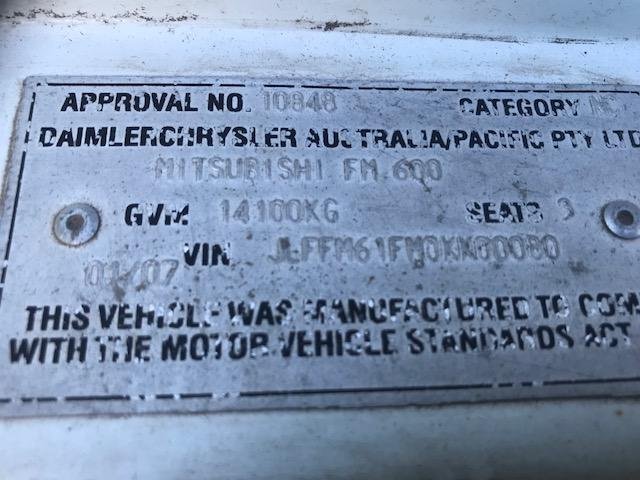 APPROVAL NO. 10848 CATEGORY
DAIMLERCHRYSLER AUSTRALIA/PACIFIC PTY LTD
MITSUBISHI FM 600
GVM 14100KG SEATS 3
01/07 VIN
THIS VEHICLE WAS MANUFACTURED TO COM
WITH THE MOTOR VEHICLE STANDARDS ACT